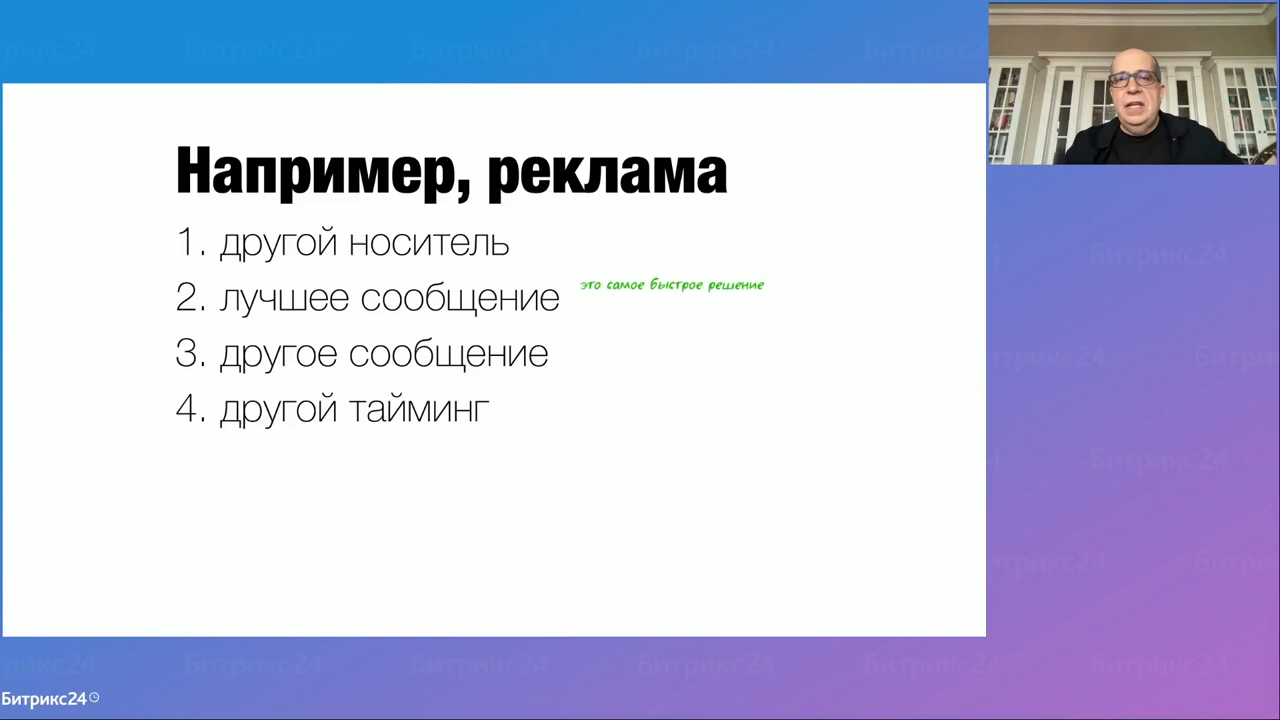 Например, реклама
1. другой носитель
2. лучшее сообщение это самое быстрое решение
3. другое сообщение
4. другой тайминг
Битрикс24